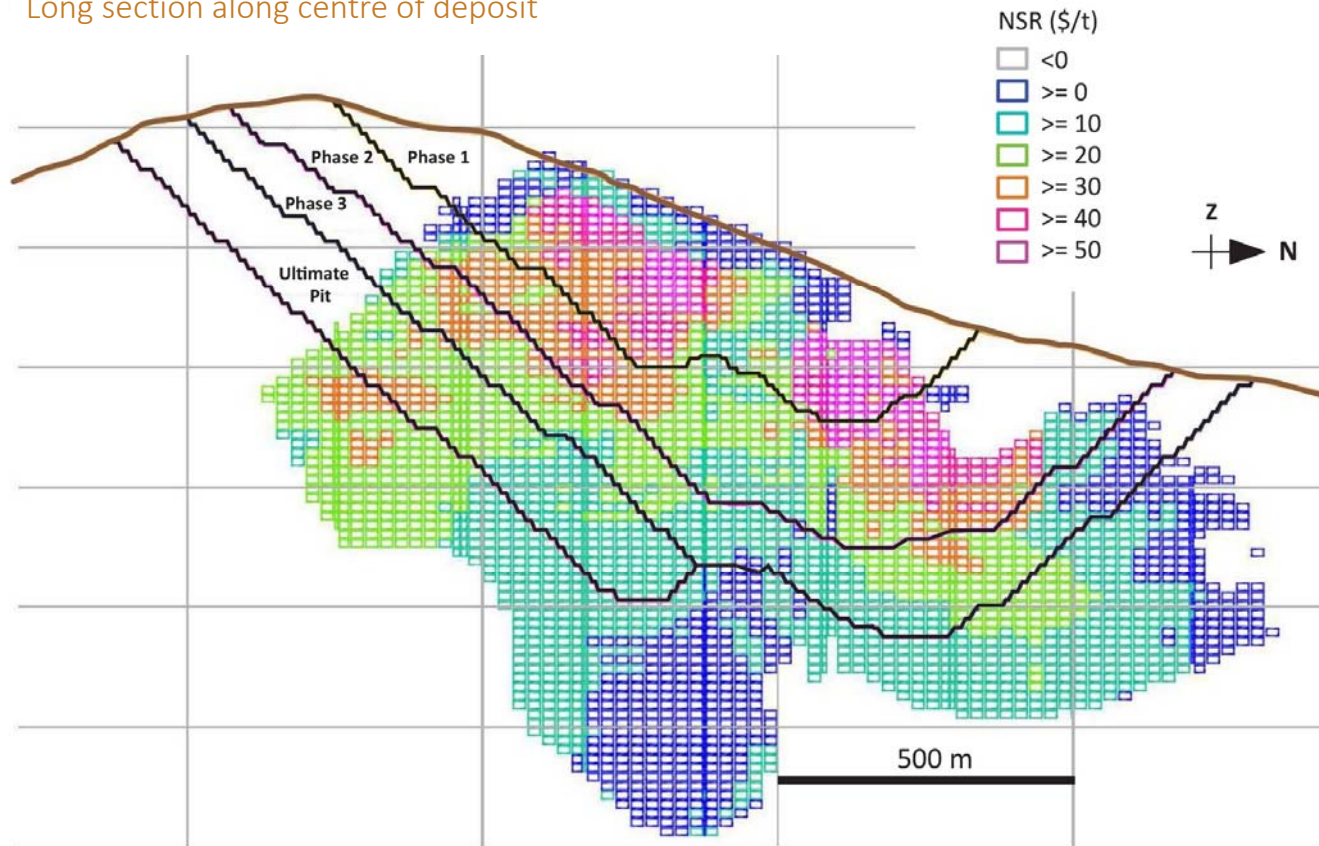 Long section along centre of deposit
NSR ($/t)
<0
>= 0
>= 10
>= 20
>= 30
>= 40
>= 50
Z
N
Phase 2
Phase 1
Phase 3
Ultimate
Pit
500 m